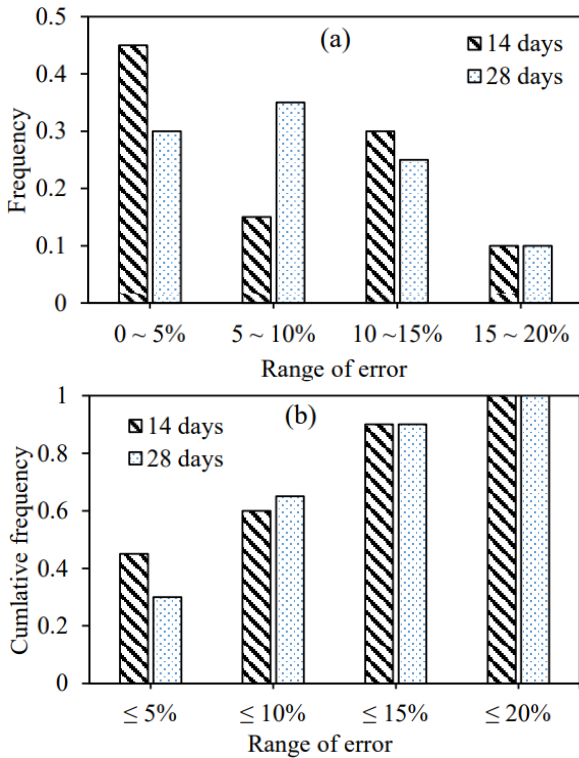 0.5
(a)
14 days
28 days
0.4
0.3
0.2
0.1
0
Frequency
0 ~ 5%
5 ~ 10%
10 ~15%
15 ~ 20%
Range of error
1
(b)
14 days
28 days
0.8
0.6
0.4
0.2
0
Cumlative frequency
≤ 5%
≤ 10%
≤ 15%
≤ 20%
Range of error